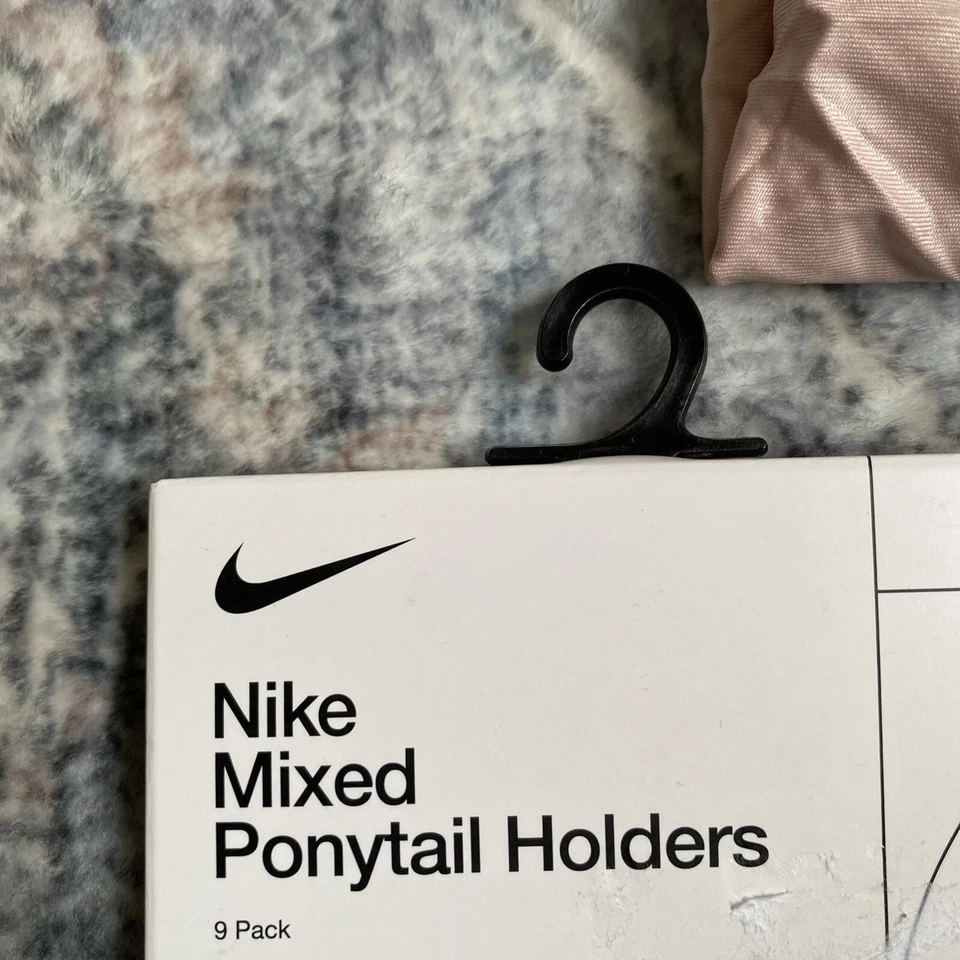 Nike
Mixed
Ponytail Holders
9 Pack